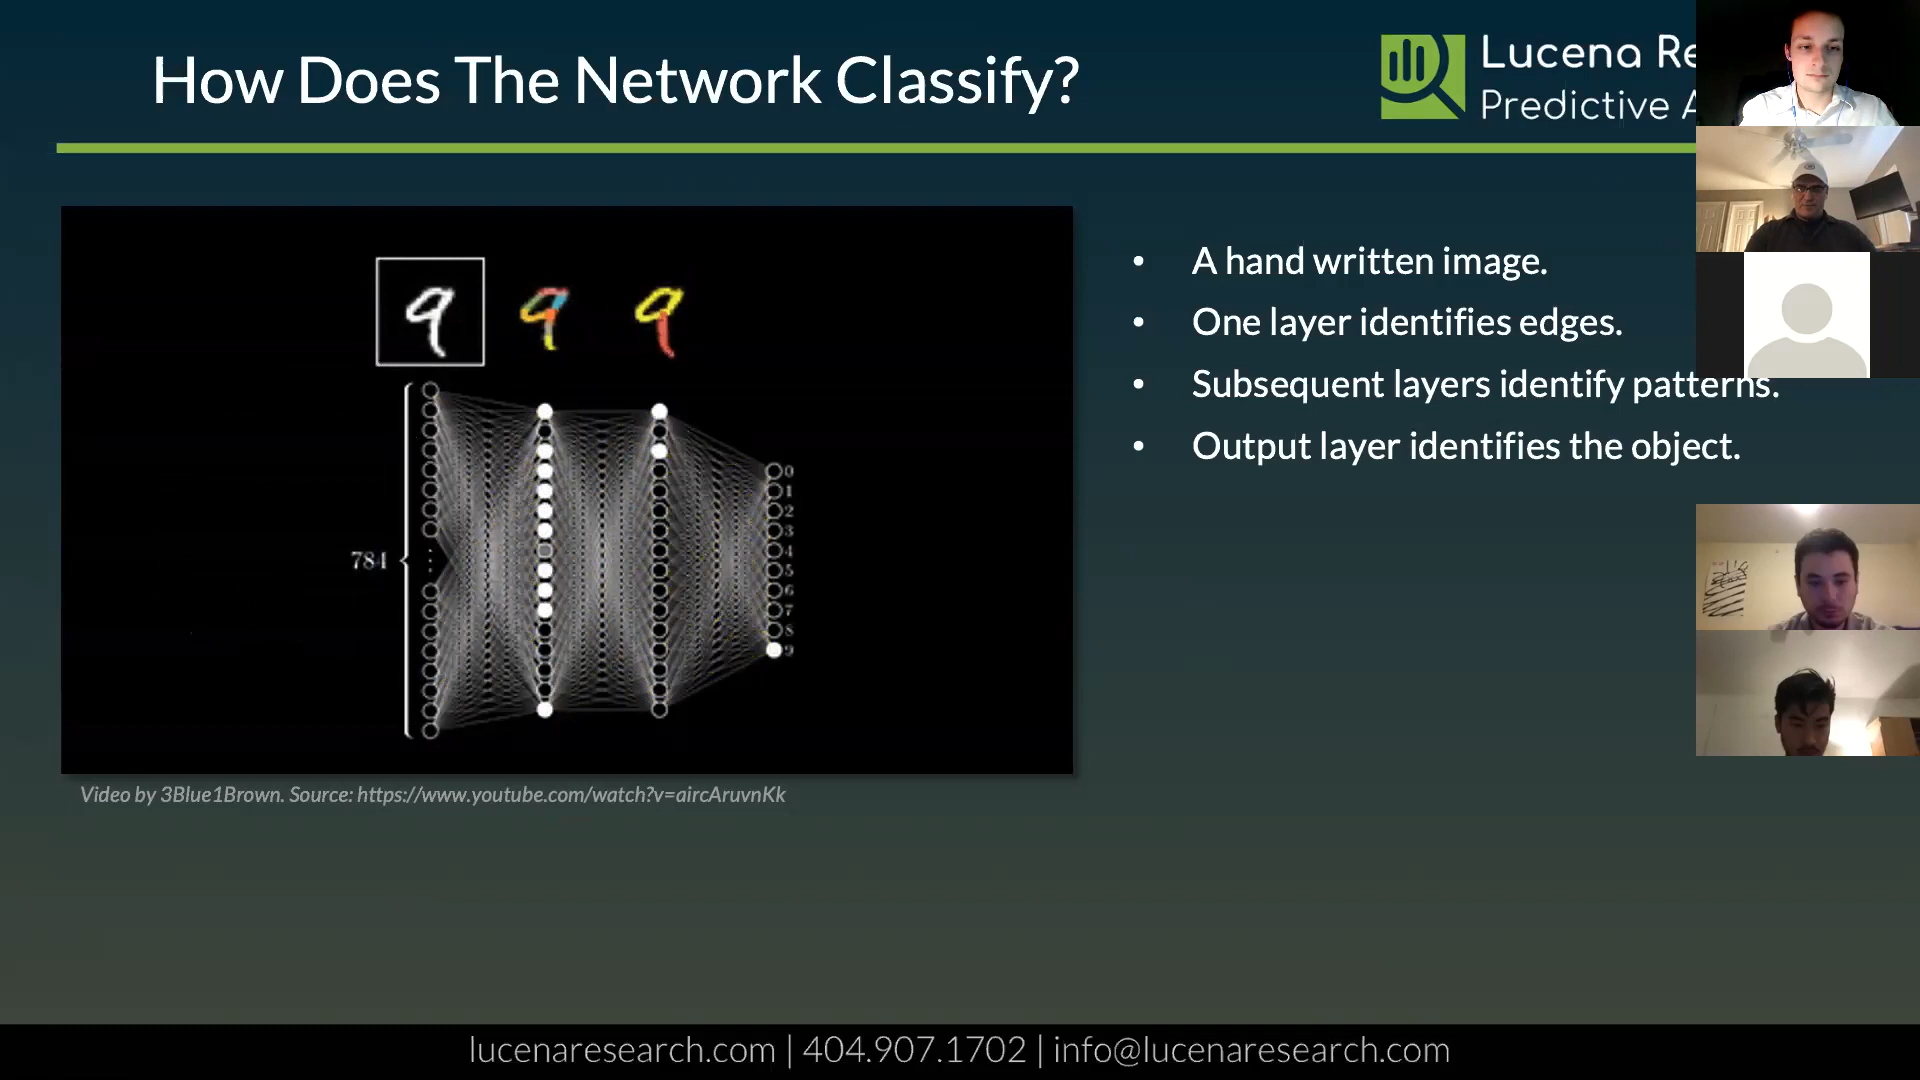 How Does The Network Classify?
Lucena Re
Predictive A
A hand written image.
One layer identifies edges.
Subsequent layers identify patterns.
Output layer identifies the object.
784
0
1
2
3
4
5
6
7
8
9
Video by 3Blue1Brown. Source: https://www.youtube.com/watch?v=aircAruvnKk
lucenaresearch.com | 404.907.1702 | info@lucenaresearch.com